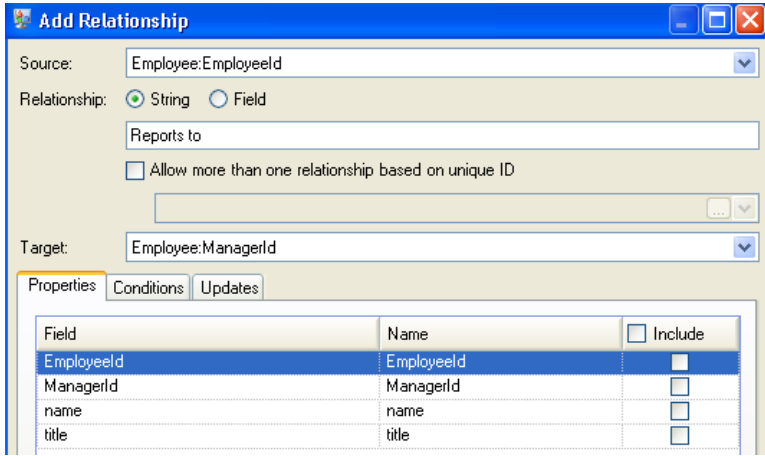 Add Relationship
Source: Employee:EmployeeId
Relationship: String Field
Reports to
Allow more than one relationship based on unique ID
...
Target: Employee:ManagerId
Properties Conditions Updates
Field Name Include
EmployeeId EmployeeId
ManagerId ManagerId
name name
title title